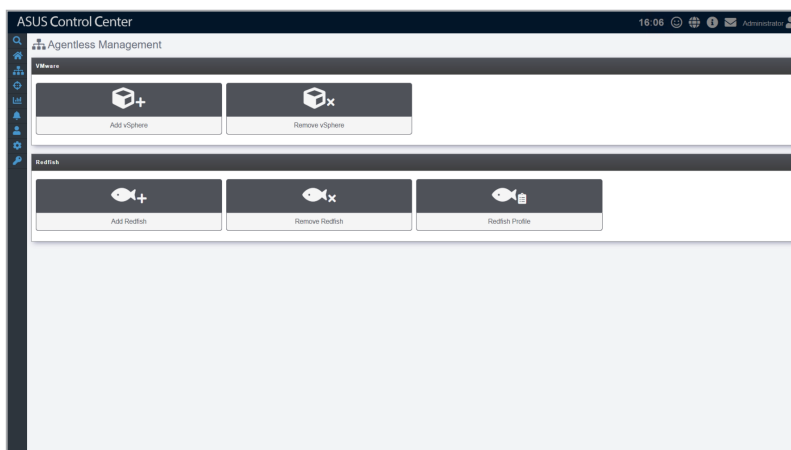 ASUS Control Center
16:06
Administrator
Agentless Management
VMware
Add vSphere
Remove vSphere
Redfish
Add Redfish
Remove Redfish
Redfish Profile